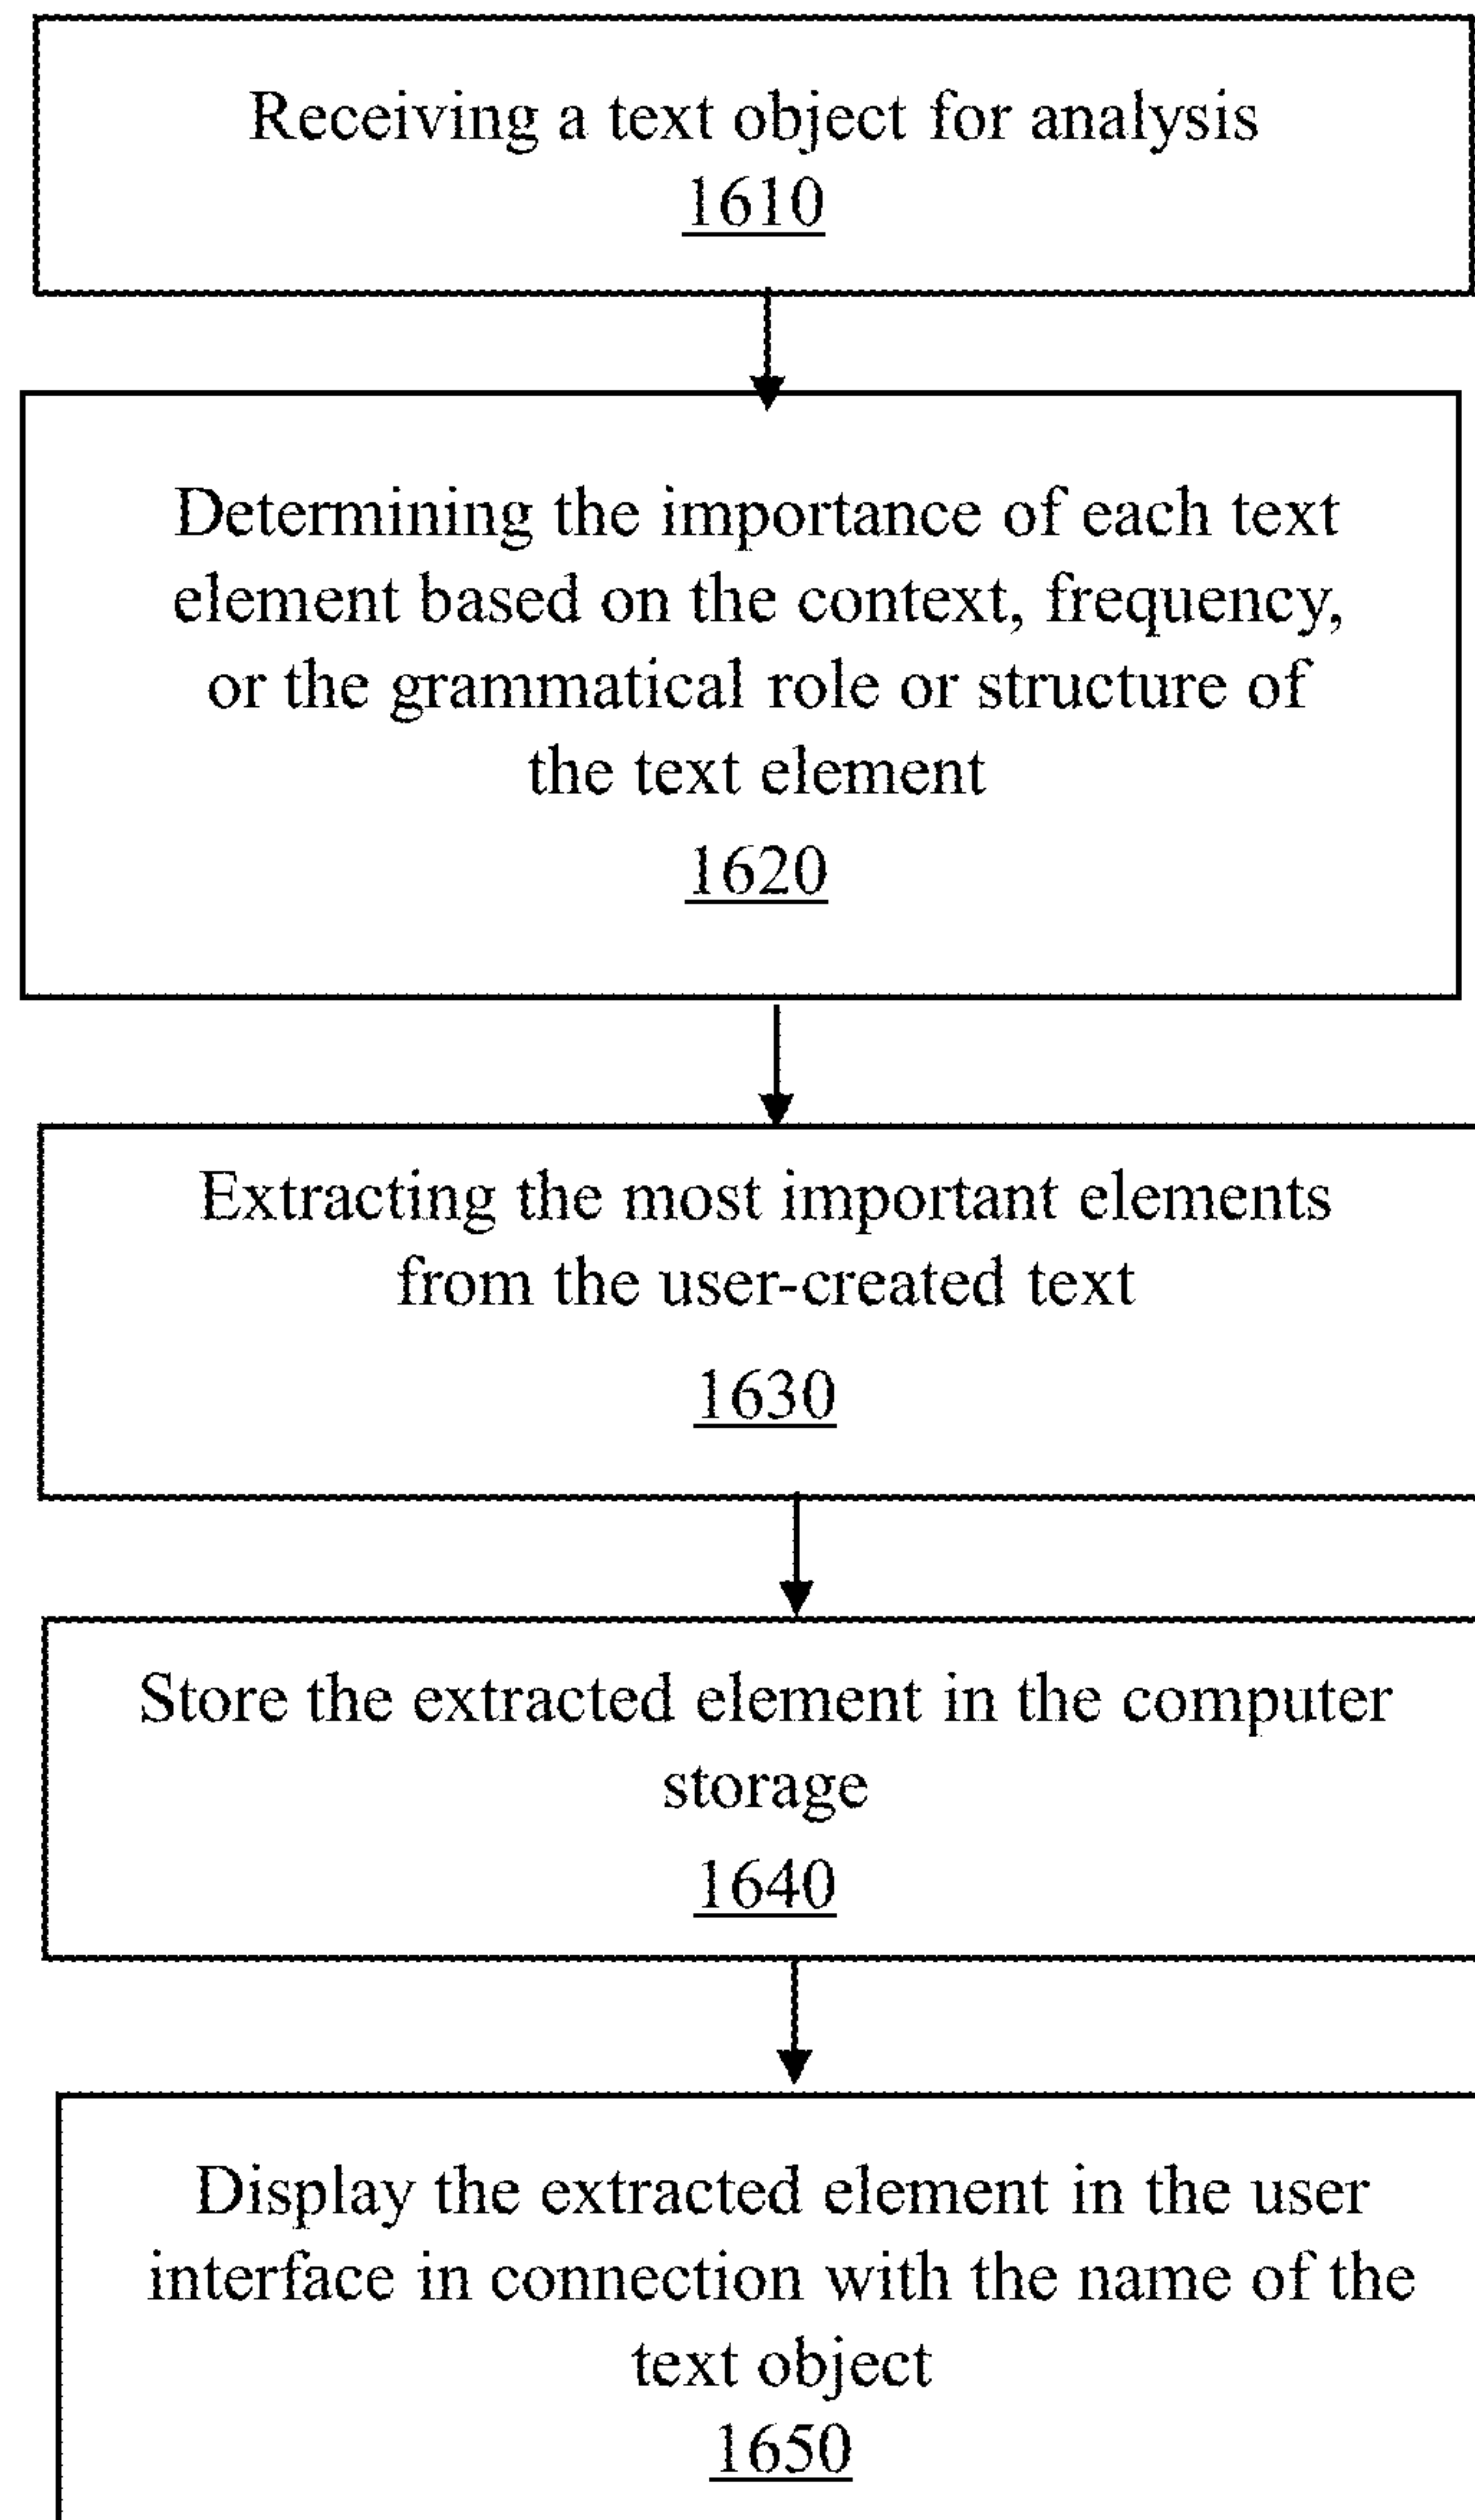 Receiving a text object for analysis
1610
Determining the importance of each text
element based on the context, frequency,
or the grammatical role or structure of
the text element
1620
Extracting the most important elements
from the user-created text
1630
Store the extracted element in the computer
storage
1640
Display the extracted element in the user
interface in connection with the name of the
text object
1650